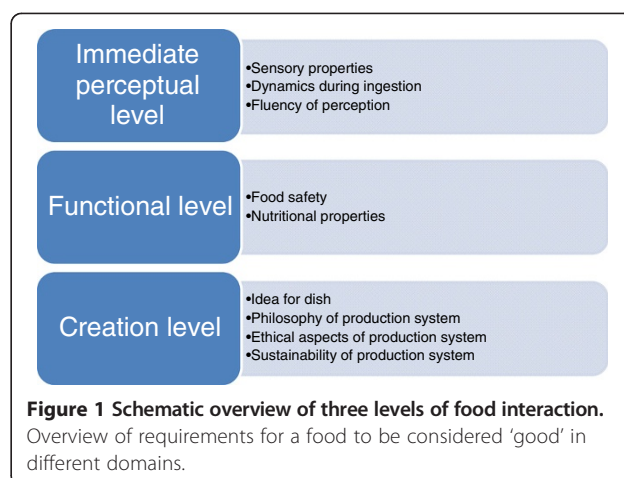 Immediate
perceptual
level
•Sensory properties
•Dynamics during ingestion
•Fluency of perception
Functional level
•Food safety
•Nutritional properties
Creation level
•Idea for dish
•Philosophy of production system
•Ethical aspects of production system
•Sustainability of production system
Figure 1 Schematic overview of three levels of food interaction.
Overview of requirements for a food to be considered ‘good’ in
different domains.